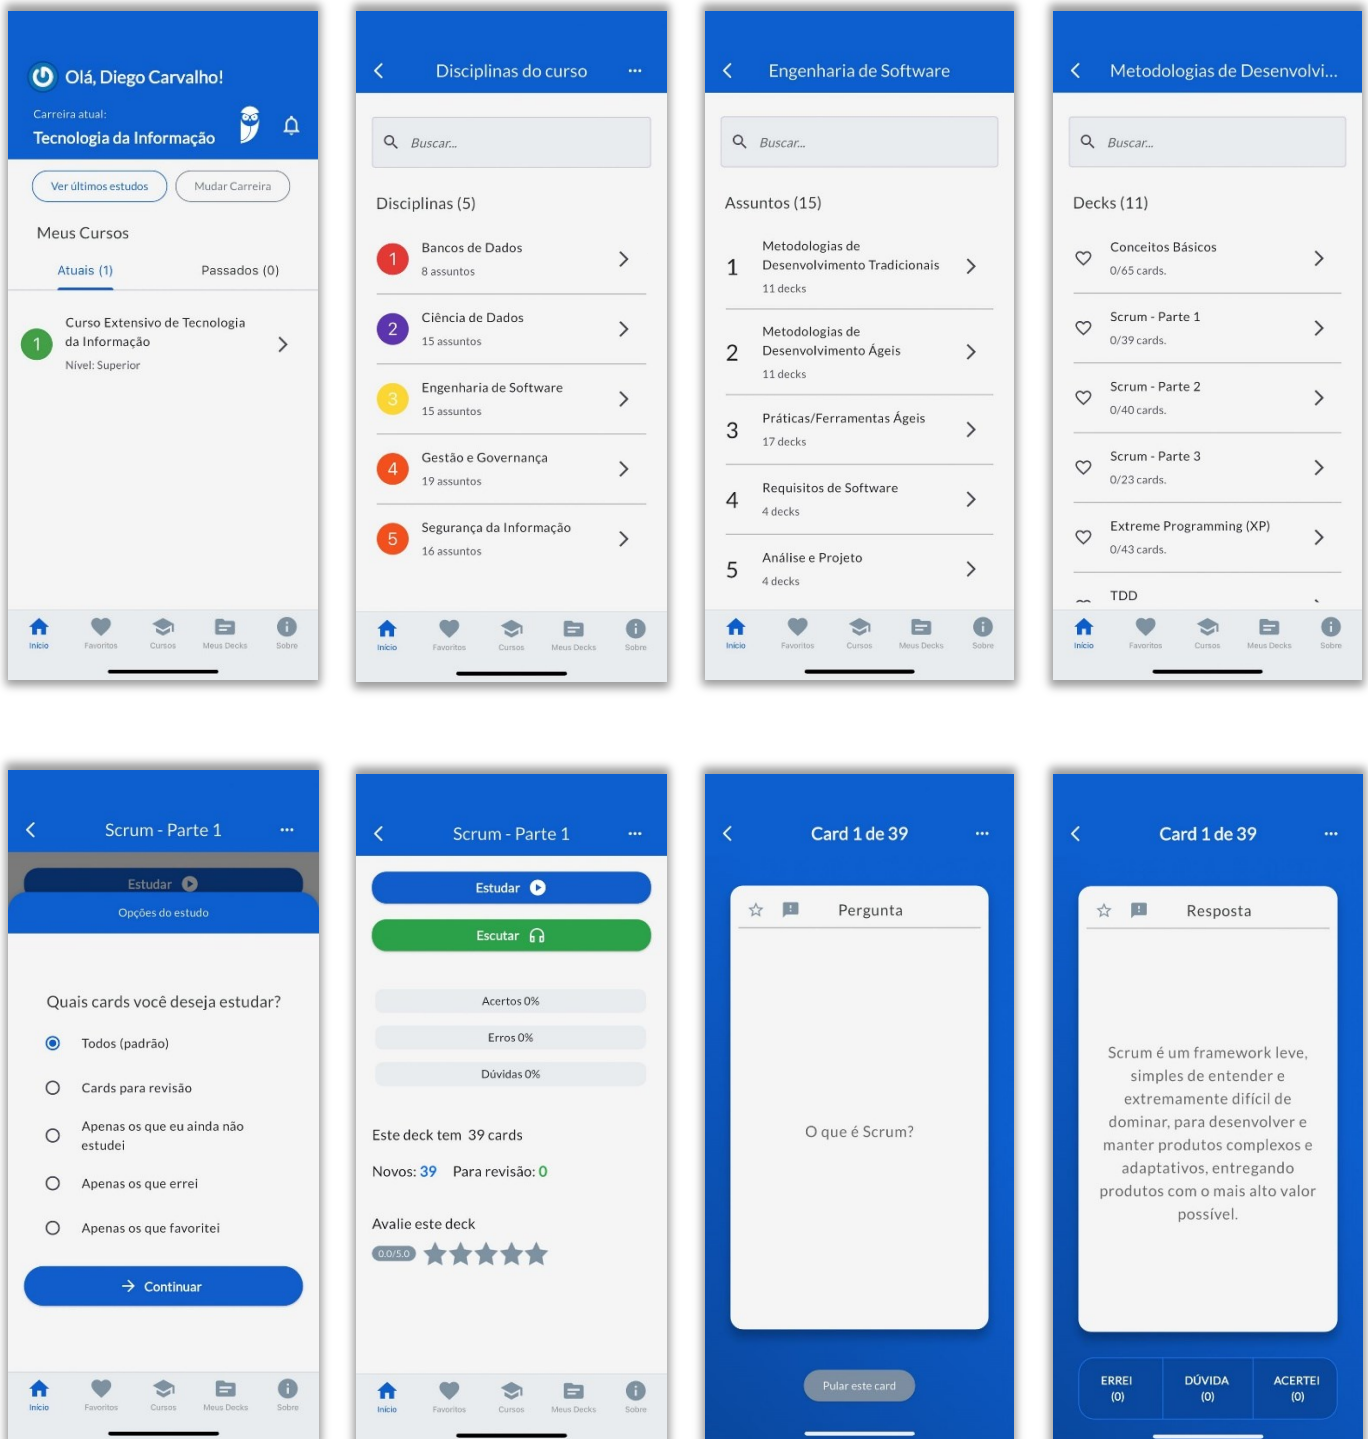 Olá, Diego Carvalho!
Carreira atual:
Tecnologia da Informação
Ver últimos estudos
Mudar Carreira
Meus Cursos
Atuais (1)
Passados (0)
1
Curso Extensivo de Tecnologia
da Informação
Nível: Superior
Início
Favoritos
Cursos
Meus Decks
Sobre
Disciplinas do curso
Buscar...
Disciplinas (5)
1
Bancos de Dados
8 assuntos
2
Ciência de Dados
15 assuntos
3
Engenharia de Software
15 assuntos
4
Gestão e Governança
19 assuntos
5
Segurança da Informação
16 assuntos
Início
Favoritos
Cursos
Meus Decks
Sobre
Engenharia de Software
Buscar...
Assuntos (15)
1
Metodologias de
Desenvolvimento Tradicionais
11 decks
2
Metodologias de
Desenvolvimento Ágeis
11 decks
3
Práticas/Ferramentas Ágeis
17 decks
4
Requisitos de Software
4 decks
5
Análise e Projeto
4 decks
Início
Favoritos
Cursos
Meus Decks
Sobre
Metodologias de Desenvolvi...
Buscar...
Decks (11)
Conceitos Básicos
0/65 cards.
Scrum - Parte 1
0/39 cards.
Scrum - Parte 2
0/40 cards.
Scrum - Parte 3
0/23 cards.
Extreme Programming (XP)
0/43 cards.
TDD
Início
Favoritos
Cursos
Meus Decks
Sobre
Scrum - Parte 1
Estudar
Opções do estudo
Quais cards você deseja estudar?
Todos (padrão)
Cards para revisão
Apenas os que eu ainda não
estudei
Apenas os que errei
Apenas os que favoritei
Continuar
Início
Favoritos
Cursos
Meus Decks
Sobre
Scrum - Parte 1
Estudar
Escutar
Acertos 0%
Erros 0%
Dúvidas 0%
Este deck tem 39 cards
Novos: 39 Para revisão: 0
Avalie este deck
0.0/5.0
Início
Favoritos
Cursos
Meus Decks
Sobre
Card 1 de 39
Pergunta
O que é Scrum?
Pular este card
Card 1 de 39
Resposta
Scrum é um framework leve,
simples de entender e
extremamente difícil de
dominar, para desenvolver e
manter produtos complexos e
adaptativos, entregando
produtos com o mais alto valor
possível.
ERREI
(0)
DÚVIDA
(0)
ACERTEI
(0)